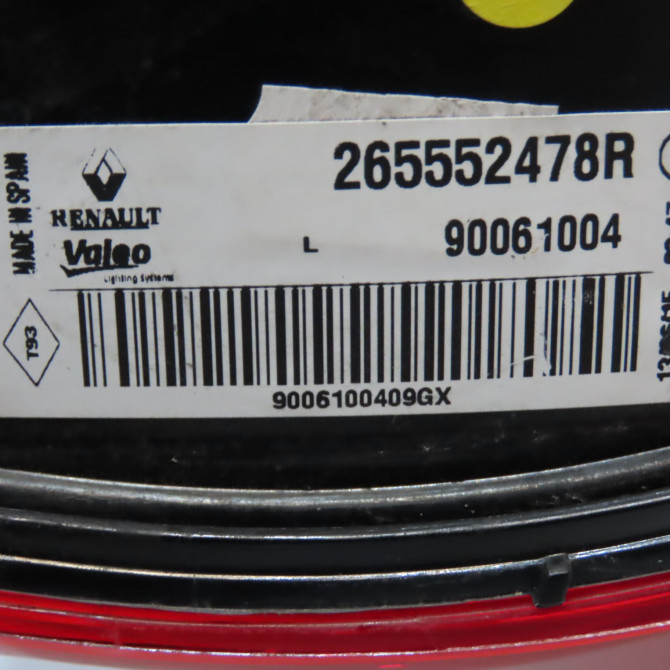 MADE IN SPAIN
RENAULT
Valeo
Lighting Systems
265552478R
L
90061004
T93
9006100409GX